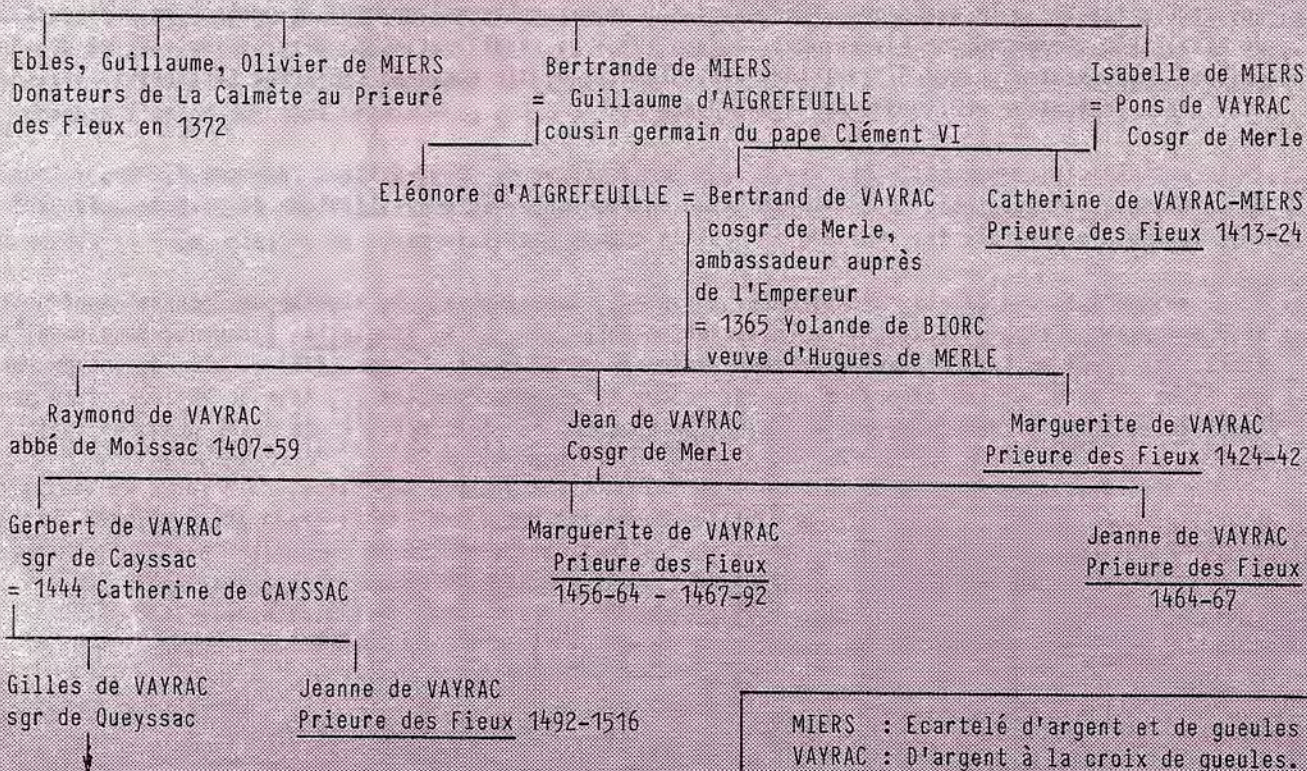 Ebles, Guillaume, Olivier de MIERS
Donateurs de La Calmète au Prieuré
des Fieux en 1372
Bertrande de MIERS
= Guillaume d'AIGREFEUILLE
cousin germain du pape Clément VI
Isabelle de MIERS
= Pons de VAYRAC
Cosgr de Merle
Eléonore d'AIGREFEUILLE = Bertrand de VAYRAC
cosgr de Merle,
ambassadeur auprès
de l'Empereur
= 1365 Yolande de BIORC
veuve d'Hugues de MERLE
Catherine de VAYRAC-MIERS
Prieure des Fieux 1413-24
Raymond de VAYRAC
abbé de Moissac 1407-59
Jean de VAYRAC
Cosgr de Merle
Marguerite de VAYRAC
Prieure des Fieux 1424-42
Gerbert de VAYRAC
sgr de Cayssac
= 1444 Catherine de CAYSSAC
Marguerite de VAYRAC
Prieure des Fieux
1456-64 - 1467-92
Jeanne de VAYRAC
Prieure des Fieux
1464-67
Gilles de VAYRAC
sgr de Queyssac
Jeanne de VAYRAC
Prieure des Fieux 1492-1516
MIERS : Ecartelé d'argent et de gueules
VAYRAC : D'argent à la croix de gueules.